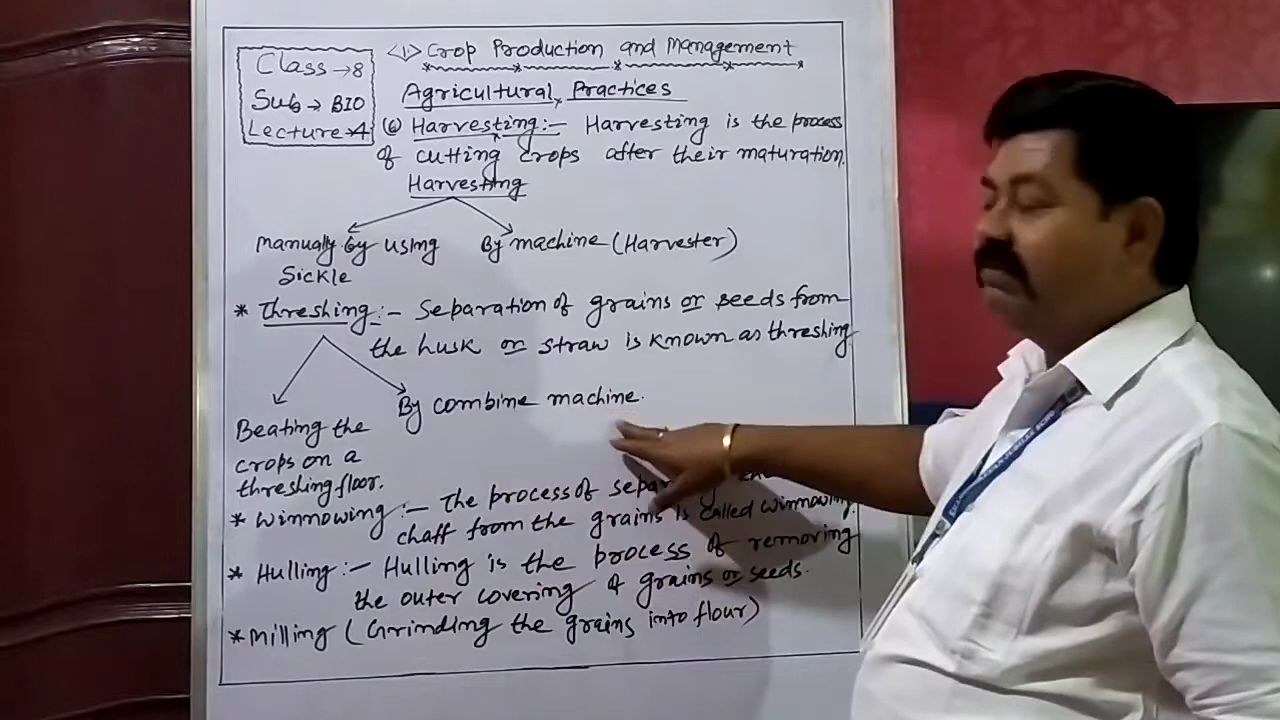 Class → 8
Sub → BIO
Lecture → 4
<1> Crop Production and Management
Agricultural Practices
(6) Harvesting :- Harvesting is the process
of cutting crops after their maturation.
Harvesting
Manually by using
Sickle
By machine (Harvester)
* Threshing :- Separation of grains or seeds from
the husk or straw is known as threshing
Beating the
crops on a
threshing floor.
By combine machine.
* Winnowing :- The process of
chaff from the grains is called winnowing.
* Hulling :- Hulling is the process of removing
the outer covering of grains or seeds.
* Milling (Grinding the grains into flour)